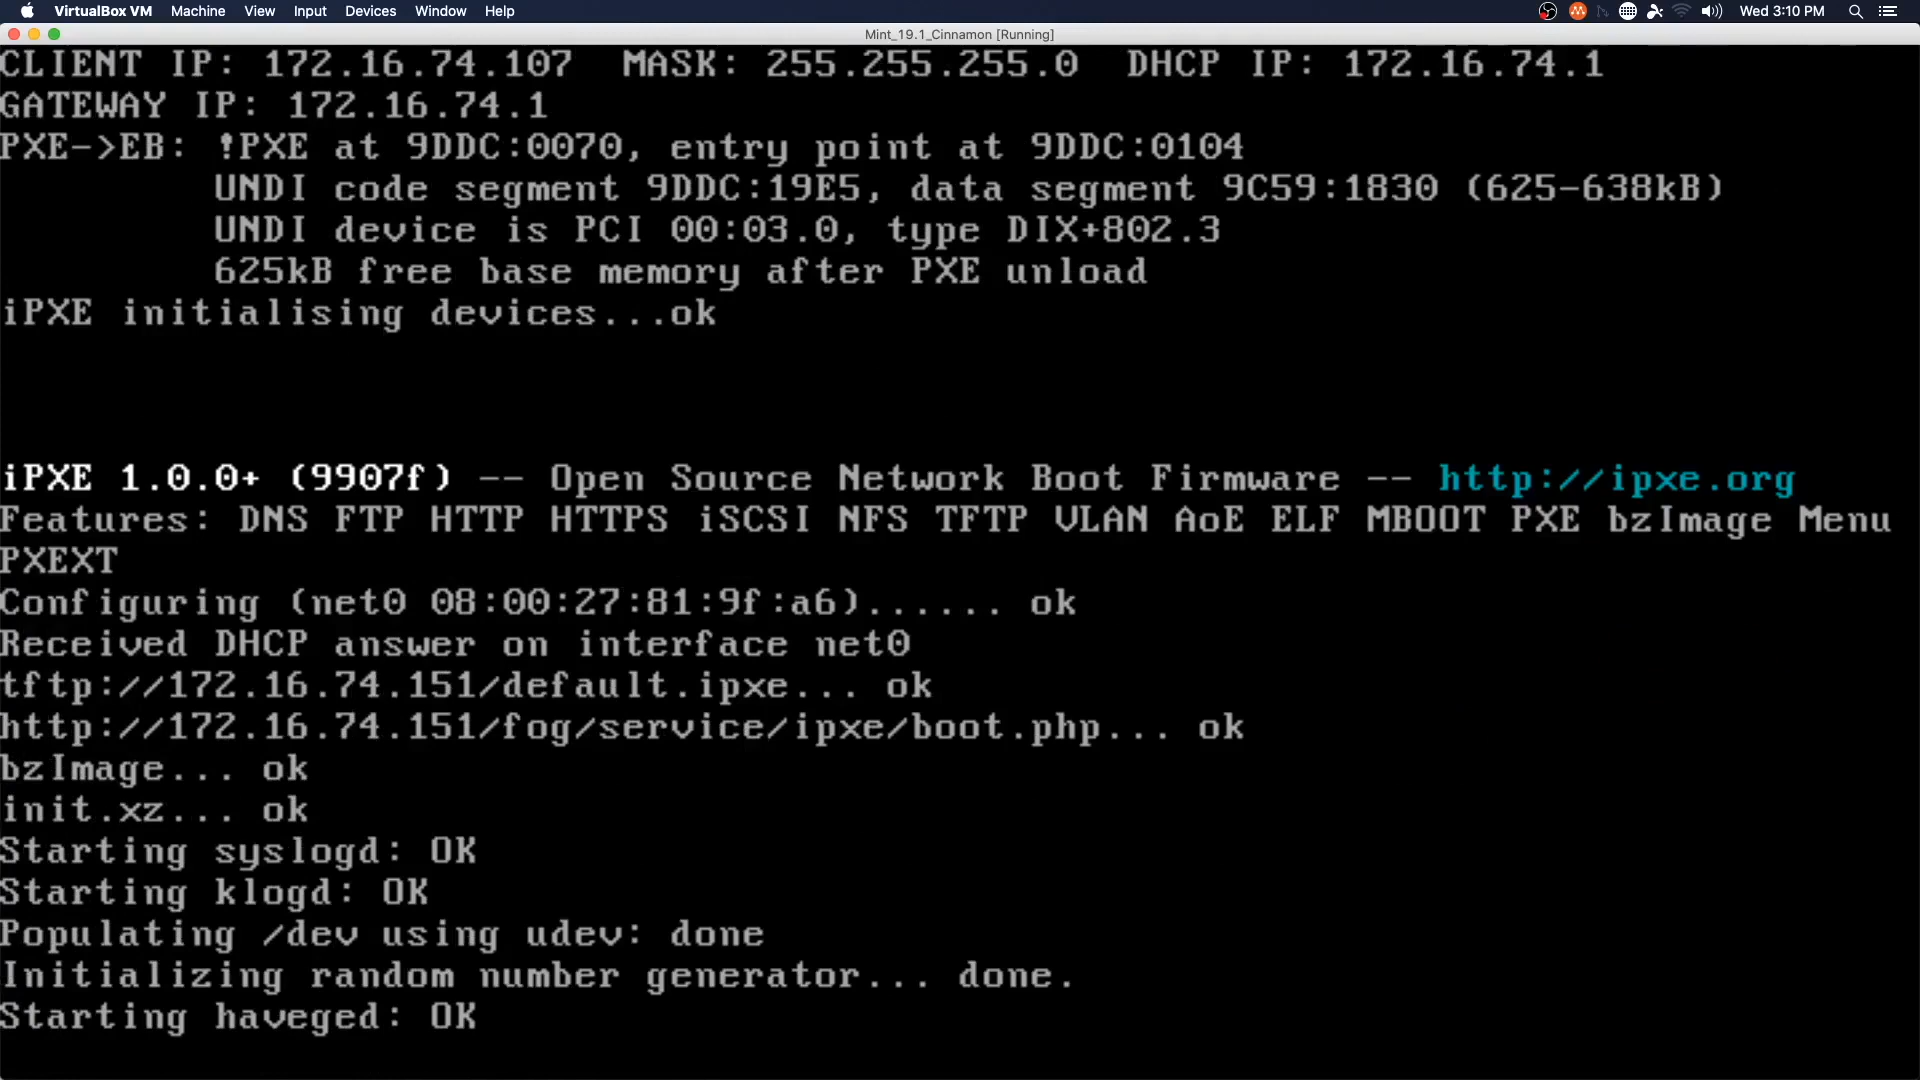 VirtualBox VM Machine View Input Devices Window Help Wed 3:10 PM
Mint_19.1_Cinnamon [Running]
CLIENT IP: 172.16.74.107 MASK: 255.255.255.0 DHCP IP: 172.16.74.1
GATEWAY IP: 172.16.74.1
PXE->EB: !PXE at 9DDC:0070, entry point at 9DDC:0104
UNDI code segment 9DDC:19E5, data segment 9C59:1830 (625-638kB)
UNDI device is PCI 00:03.0, type DIX+802.3
625kB free base memory after PXE unload
iPXE initialising devices...ok
iPXE 1.0.0+ (9907f) -- Open Source Network Boot Firmware -- http://ipxe.org
Features: DNS FTP HTTP HTTPS iSCSI NFS TFTP VLAN AoE ELF MBOOT PXE bzImage Menu
PXEXT
Configuring (net0 08:00:27:81:9f:a6)...... ok
Received DHCP answer on interface net0
tftp://172.16.74.151/default.ipxe... ok
http://172.16.74.151/fog/service/ipxe/boot.php... ok
bzImage... ok
init.xz... ok
Starting syslogd: OK
Starting klogd: OK
Populating /dev using udev: done
Initializing random number generator... done.
Starting haveged: OK